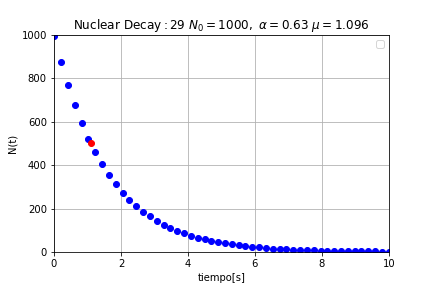 Nuclear Decay : 29 N₀ = 1000, α = 0.63 μ = 1.096
1000
800
600
400
200
0
N(t)
0 2 4 6 8 10
tiempo[s]